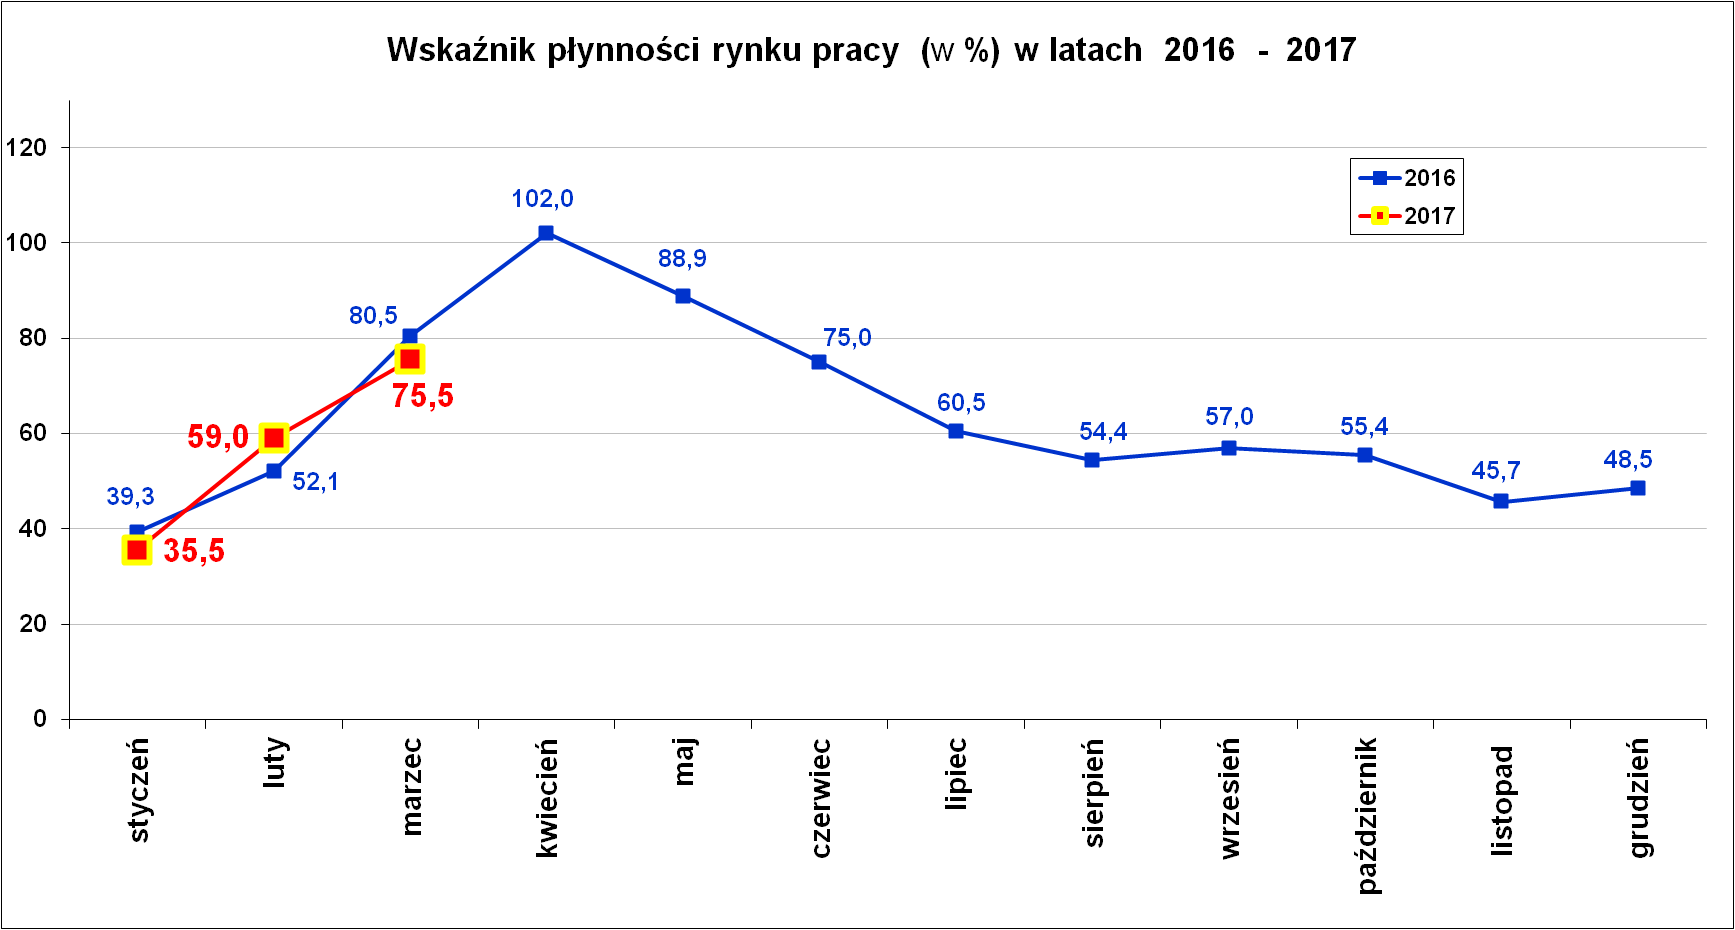 Wskaźnik płynności rynku pracy (w %) w latach 2016 - 2017
120
100
80
60
40
20
0
2016
2017
39,3
52,1
80,5
102,0
88,9
75,0
60,5
54,4
57,0
55,4
45,7
48,5
35,5
59,0
75,5
styczeń
luty
marzec
kwiecień
maj
czerwiec
lipiec
sierpień
wrzesień
październik
listopad
grudzień